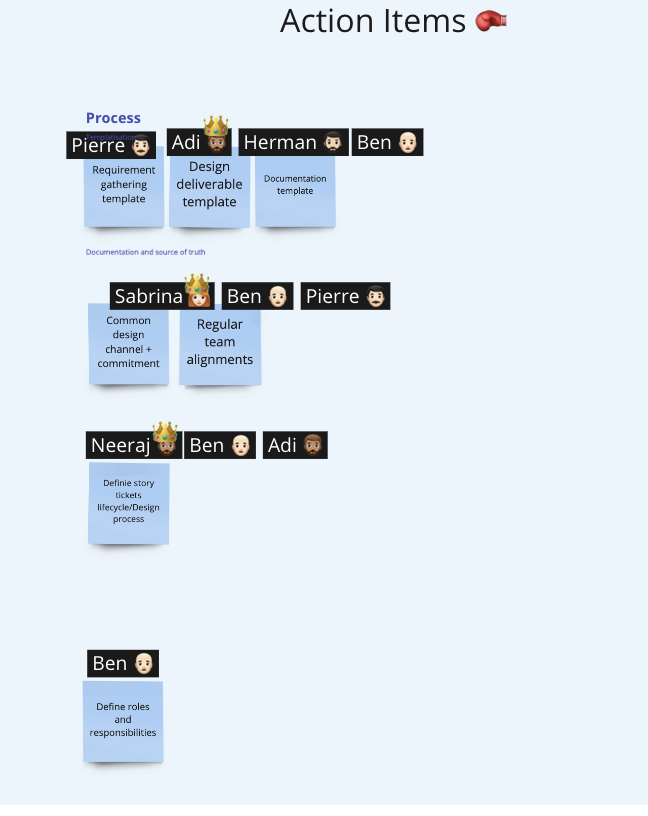 Action Items
Process
Templatisation
Pierre
Adi
Herman
Ben
Requirement
gathering
template
Design
deliverable
template
Documentation
template
Documentation and source of truth
Sabrina
Ben
Pierre
Common
design
channel +
commitment
Regular
team
alignments
Neeraj
Ben
Adi
Definie story
tickets
lifecycle/Design
process
Ben
Define roles
and
responsibilities